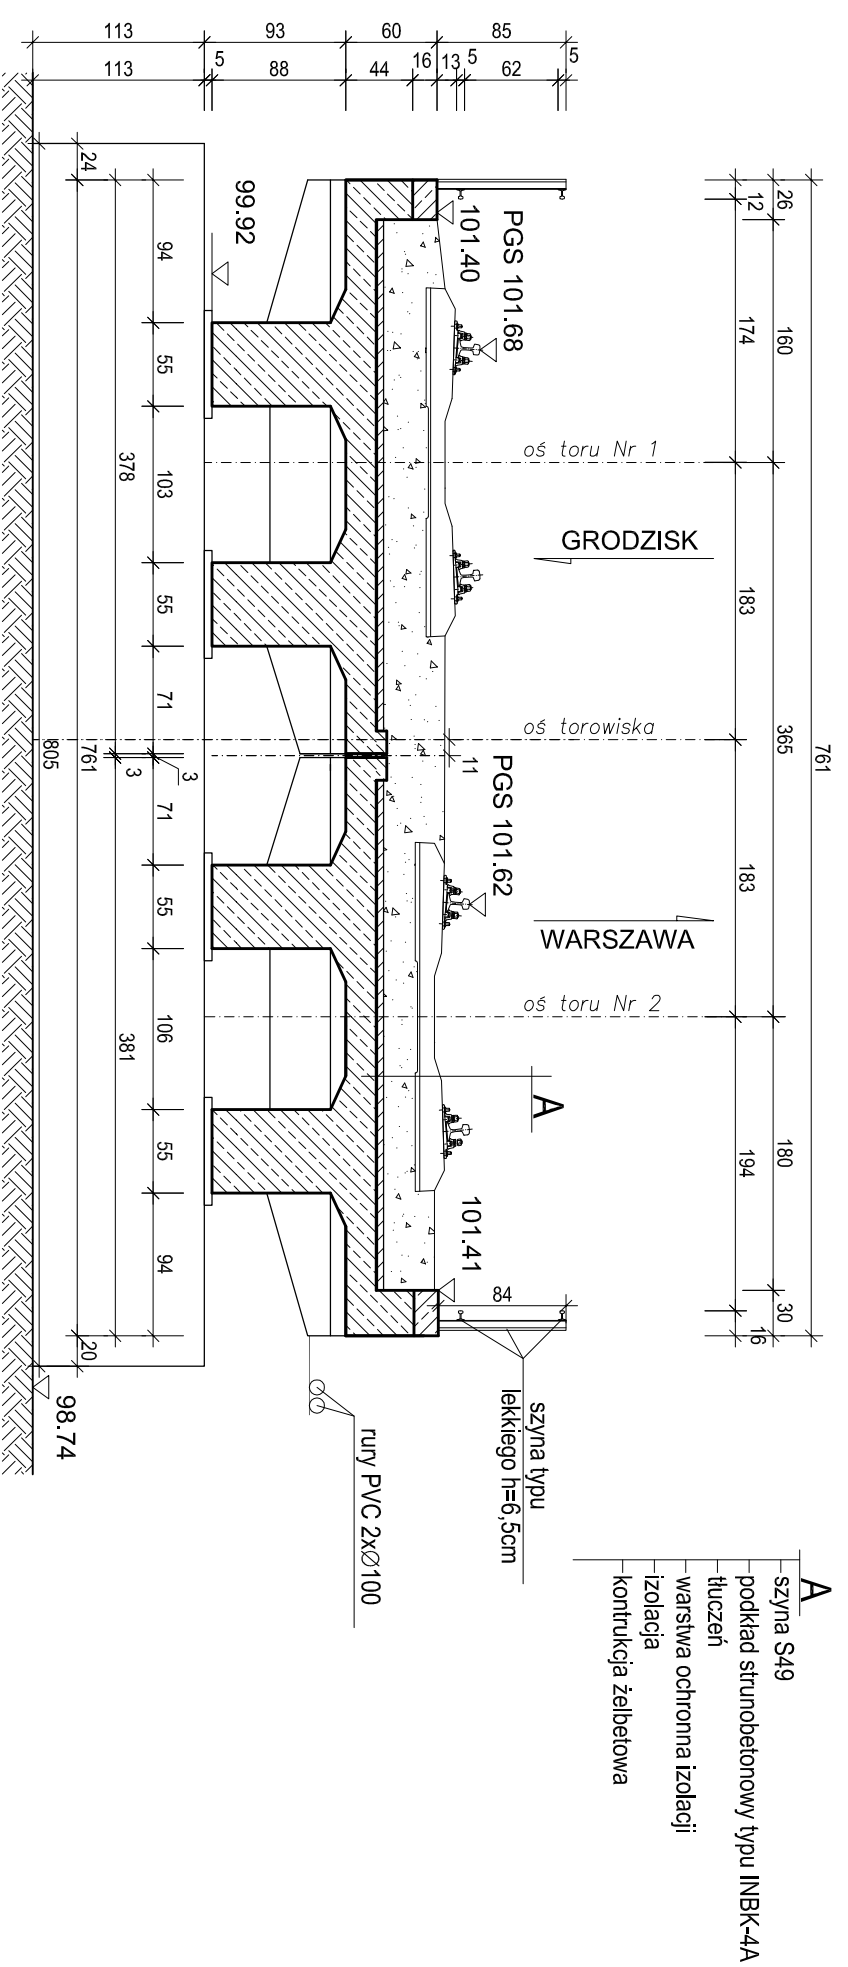 761
26
160
365
180
30
12
174
183
183
194
16
oś toru Nr 1
GRODZISK
oś torowiska
WARSZAWA
oś toru Nr 2
A
PGS 101.68
101.40
PGS 101.62
11
101.41
84
szyna typu
lekkiego h=6,5cm
rury PVC 2xØ100
99.92
98.74
94
55
103
55
71
3
71
55
106
55
94
378
3
381
24
761
20
805
113
93
60
85
113
5
88
44
16
13
5
62
5
A
szyna S49
podkład strunobetonowy typu INBK-4A
tłuczeń
warstwa ochronna izolacji
izolacja
kontrukcja żelbetowa